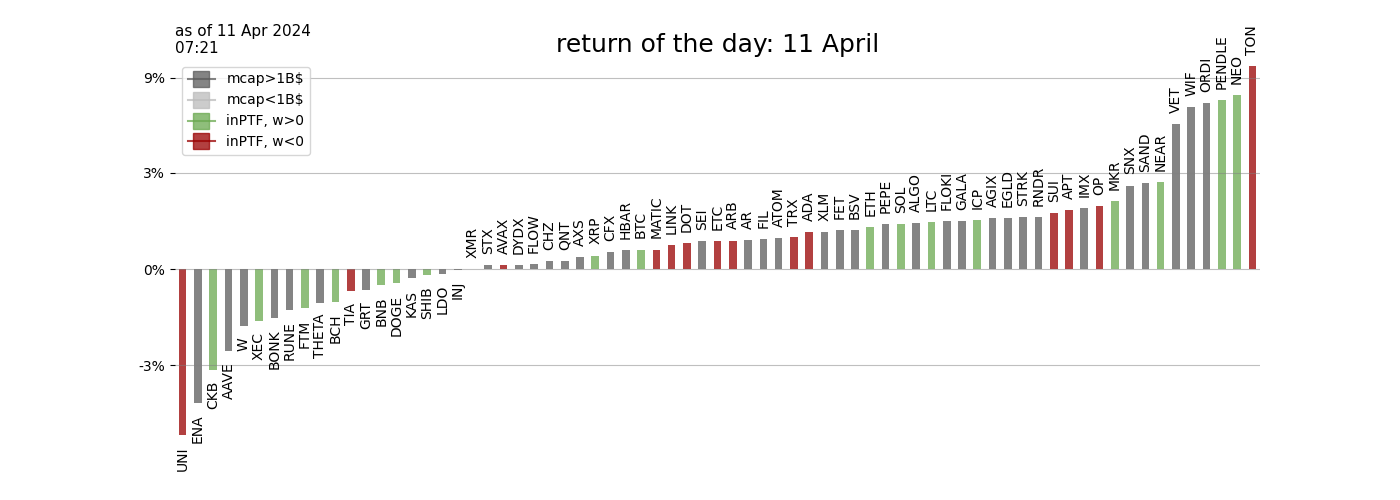 as of 11 Apr 2024
07:21
return of the day: 11 April
mcap>1B$
mcap<1B$
inPTF, w>0
inPTF, w<0
9%
3%
0%
-3%
UNI
ENA
CKB
AAVE
W
XEC
BONK
RUNE
FTM
THETA
BCH
TIA
GRT
BNB
DOGE
KAS
SHIB
LDO
INJ
XMR
STX
AVAX
DYDX
FLOW
CHZ
QNT
AXS
XRP
CFX
HBAR
BTC
MATIC
LINK
DOT
SEI
ETC
ARB
AR
FIL
ATOM
TRX
ADA
XLM
FET
BSV
ETH
PEPE
SOL
ALGO
LTC
FLOKI
GALA
ICP
AGIX
EGLD
STRK
RNDR
SUI
APT
IMX
OP
MKR
SNX
SAND
NEAR
VET
WIF
ORDI
PENDLE
NEO
TON